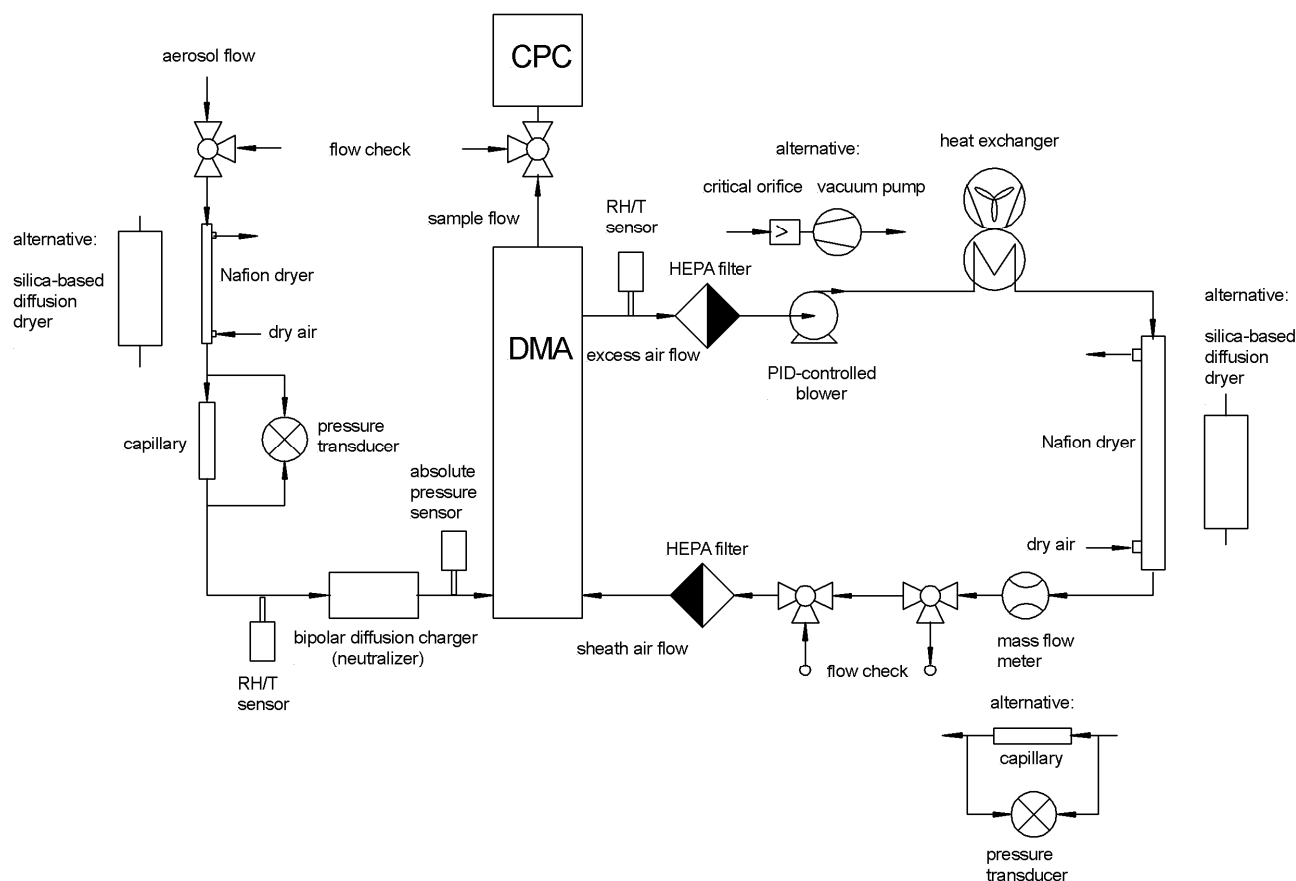 CPC
aerosol flow
flow check
alternative:
heat exchanger
critical orifice
vacuum pump
sample flow
RH/T
sensor
alternative:
silica-based
diffusion
dryer
Nafion dryer
dry air
HEPA filter
DMA
excess air flow
PID-controlled
blower
alternative:
silica-based
diffusion
dryer
capillary
pressure
transducer
absolute
pressure
sensor
Nafion dryer
dry air
HEPA filter
bipolar diffusion charger
(neutralizer)
RH/T
sensor
sheath air flow
flow check
mass flow
meter
alternative:
capillary
pressure
transducer